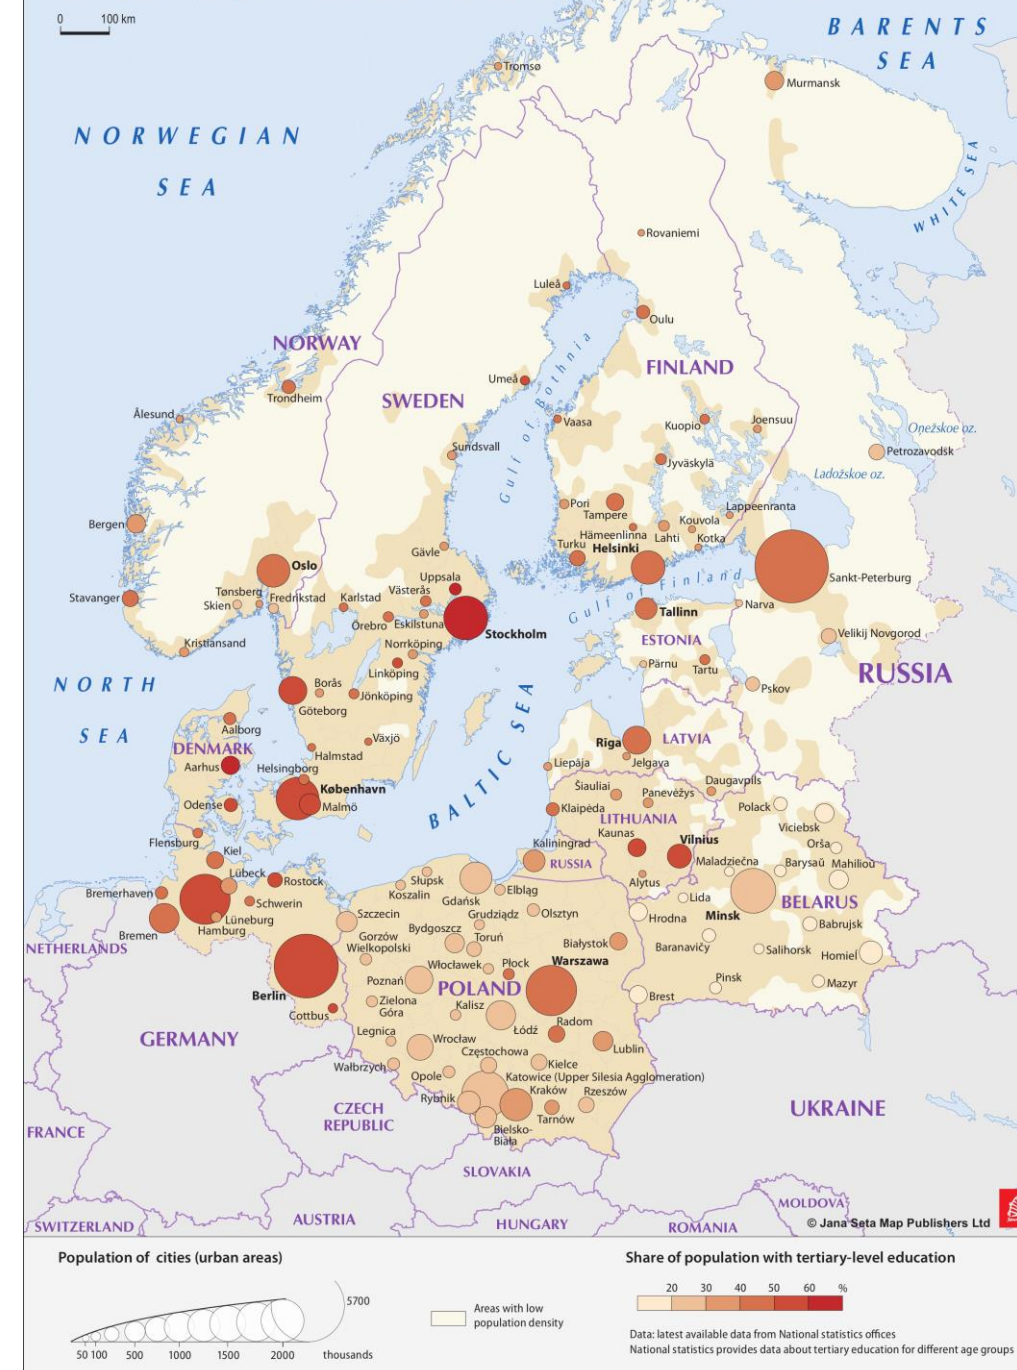 0 100 km
BARENTS
SEA
Tromsø
Murmansk
NORWEGIAN
SEA
WHITE SEA
Rovaniemi
Luleå
Oulu
NORWAY
FINLAND
Gulf of Bothnia
Umeå
Trondheim
SWEDEN
Ålesund
Vaasa
Kuopio
Joensuu
Oņežskoe oz.
Sundsvall
Petrozavodsk
Jyväskylä
Ladožskoe oz.
Pori
Tampere
Lappeenranta
Bergen
Hämeenlinna
Kouvola
Lahti
Kotka
Turku
Helsinki
Gävle
Oslo
Uppsala
Gulf of Finland
Sankt-Peterburg
Tønsberg
Västerås
Stavanger
Skien
Fredrikstad
Karlstad
Narva
Tallinn
Örebro
Eskilstuna
Stockholm
Velikij Novgorod
Kristiansand
Norrköping
ESTONIA
Linköping
Pärnu
Tartu
RUSSIA
NORTH
SEA
Borås
Jönköping
Pskov
Göteborg
BALTIC SEA
Aalborg
Växjö
Rīga
LATVIA
DENMARK
Halmstad
Jelgava
Aarhus
Helsingborg
Liepāja
Daugavpils
København
Šiauliai
Panevėžys
Odense
Malmö
Klaipėda
Polack
LITHUANIA
Viciebsk
Flensburg
Kaunas
Vilnius
Orša
Kiel
Kaliningrad
RUSSIA
Maladziečna
Barysaŭ
Mahilioŭ
Lübeck
Rostock
Słupsk
Alytus
Bremerhaven
Koszalin
Elbląg
Lida
BELARUS
Schwerin
Gdańsk
Minsk
Lüneburg
Szczecin
Grudziądz
Olsztyn
Hrodna
Babrujsk
Hamburg
Bremen
Bydgoszcz
Toruń
Gorzów
Wielkopolski
Białystok
Baranavičy
Salihorsk
Homiel
NETHERLANDS
Włocławek
Płock
Warszawa
Poznań
POLAND
Pinsk
Mazyr
Berlin
Zielona
Góra
Kalisz
Brest
Cottbus
Łódź
Radom
GERMANY
Legnica
Wrocław
Częstochowa
Lublin
Wałbrzych
Kielce
Opole
Katowice (Upper Silesia Agglomeration)
Rybnik
Kraków
Rzeszów
CZECH
REPUBLIC
Tarnów
UKRAINE
Bielsko-
Biała
FRANCE
SLOVAKIA
MOLDOVA
SWITZERLAND
AUSTRIA
HUNGARY
ROMANIA
© Jana Seta Map Publishers Ltd
Population of cities (urban areas)
5700
50 100 500 1000 1500 2000 thousands
Areas with low
population density
Share of population with tertiary-level education
20 30 40 50 60 %
Data: latest available data from National statistics offices
National statistics provides data about tertiary education for different age groups